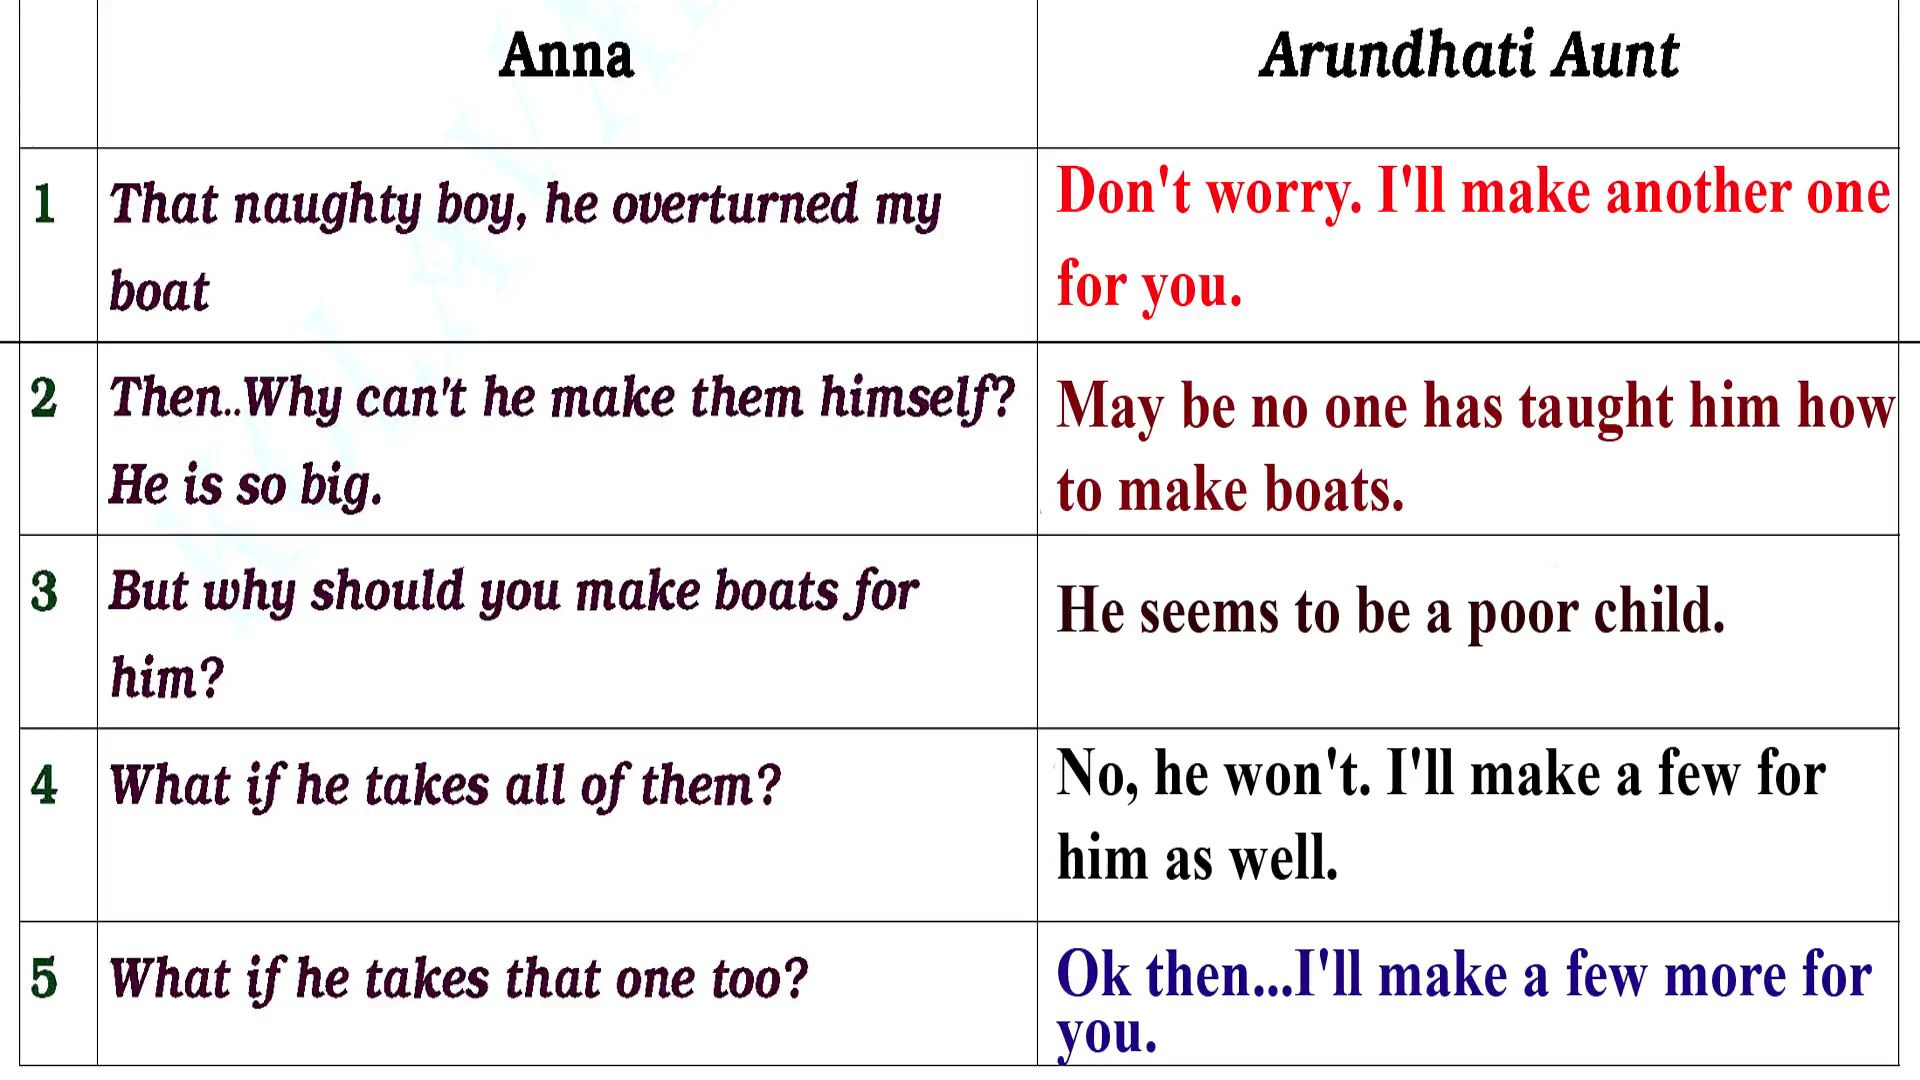 Anna
Arundhati Aunt
1
That naughty boy, he overturned my
boat
Don't worry. I'll make another one
for you.
2
Then..Why can't he make them himself?
He is so big.
May be no one has taught him how
to make boats.
3
But why should you make boats for
him?
He seems to be a poor child.
4
What if he takes all of them?
No, he won't. I'll make a few for
him as well.
5
What if he takes that one too?
Ok then...I'll make a few more for
you.